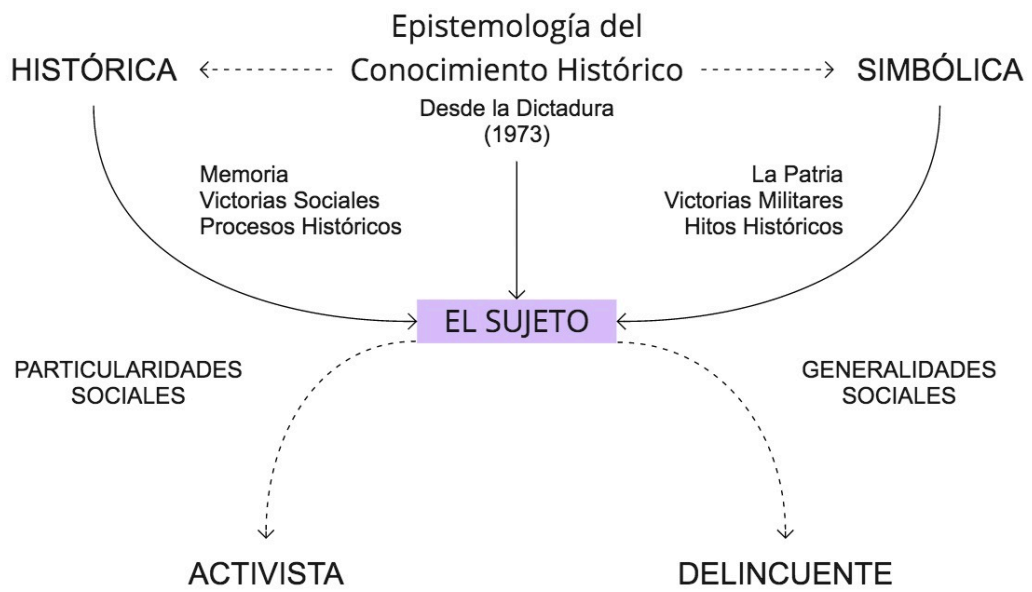 Epistemología del
HISTÓRICA
Conocimiento Histórico
SIMBÓLICA
Desde la Dictadura
(1973)
Memoria
Victorias Sociales
Procesos Históricos
La Patria
Victorias Militares
Hitos Históricos
EL SUJETO
PARTICULARIDADES
SOCIALES
GENERALIDADES
SOCIALES
ACTIVISTA
DELINCUENTE